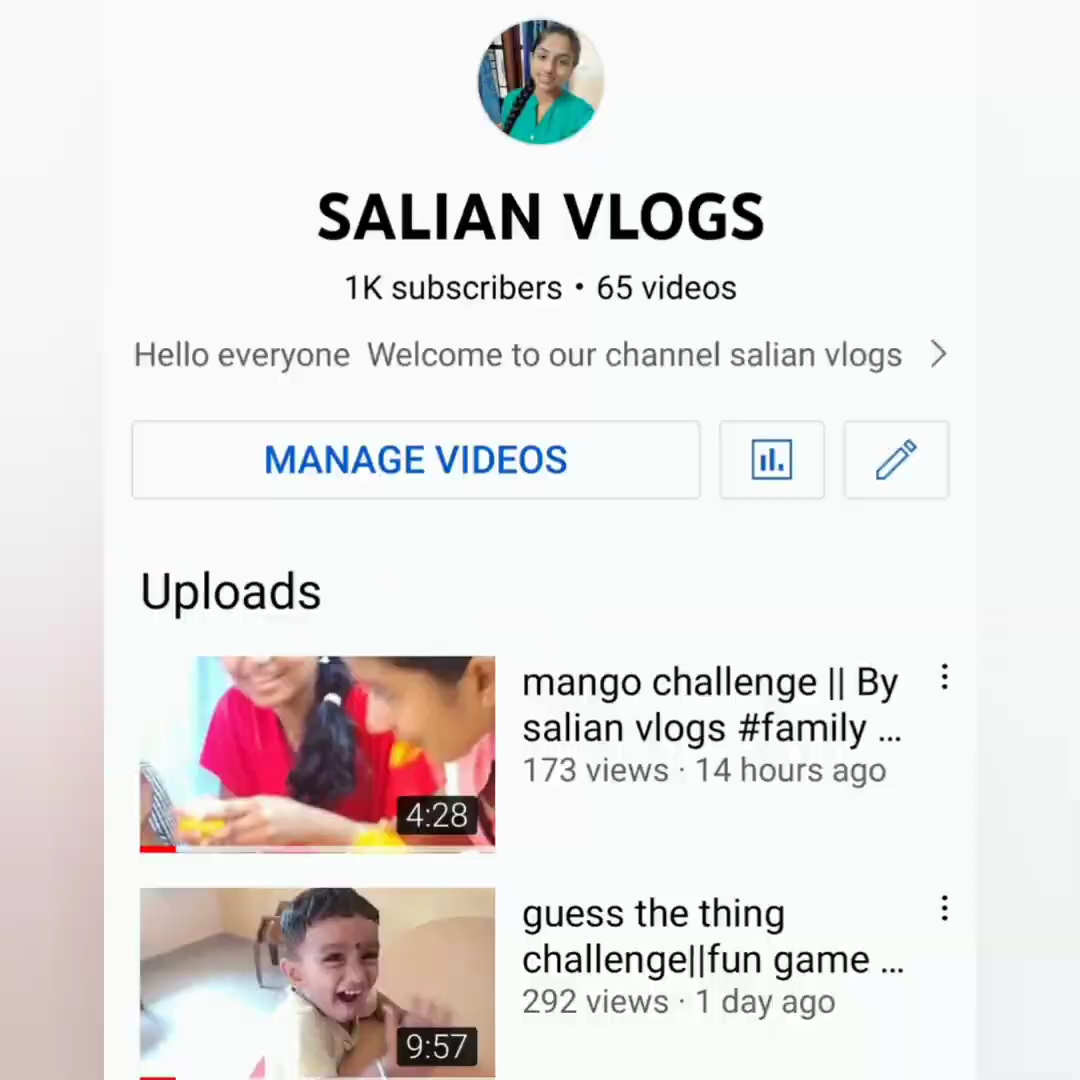 SALIAN VLOGS
1K subscribers • 65 videos
Hello everyone  Welcome to our channel salian vlogs
MANAGE VIDEOS
Uploads
mango challenge || By
salian vlogs #family ...
173 views · 14 hours ago
4:28
guess the thing
challenge||fun game ...
292 views · 1 day ago
9:57